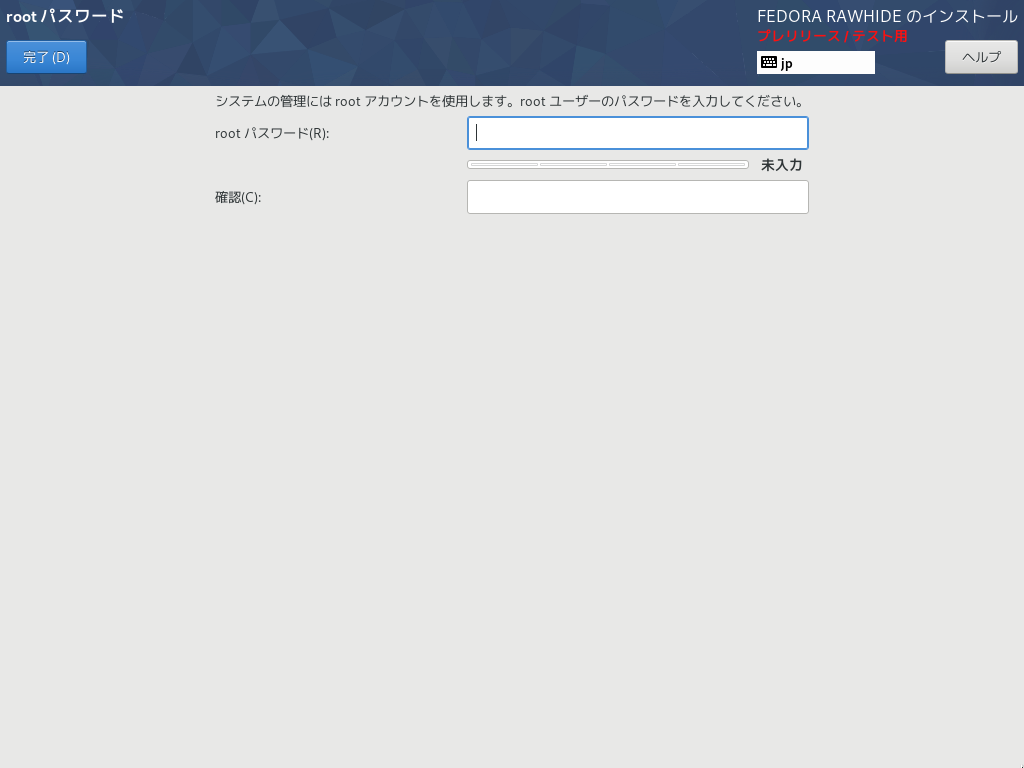 root パスワード
FEDORA RAWHIDE のインストール
プレリリース / テスト用
完了 (D)
jp
ヘルプ
システムの管理には root アカウントを使用します。root ユーザーのパスワードを入力してください。
root パスワード(R):
未入力
確認(C):